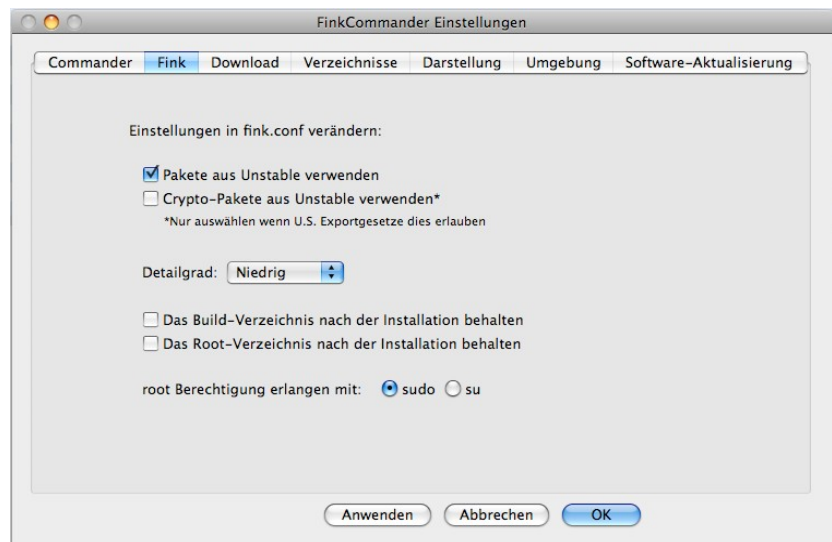 FinkCommander Einstellungen
Commander Fink Download Verzeichnisse Darstellung Umgebung Software-Aktualisierung
Einstellungen in fink.conf verändern:
Pakete aus Unstable verwenden
Crypto-Pakete aus Unstable verwenden*
*Nur auswählen wenn U.S. Exportgesetze dies erlauben
Detailgrad: Niedrig
Das Build-Verzeichnis nach der Installation behalten
Das Root-Verzeichnis nach der Installation behalten
root Berechtigung erlangen mit: sudo su
Anwenden Abbrechen OK